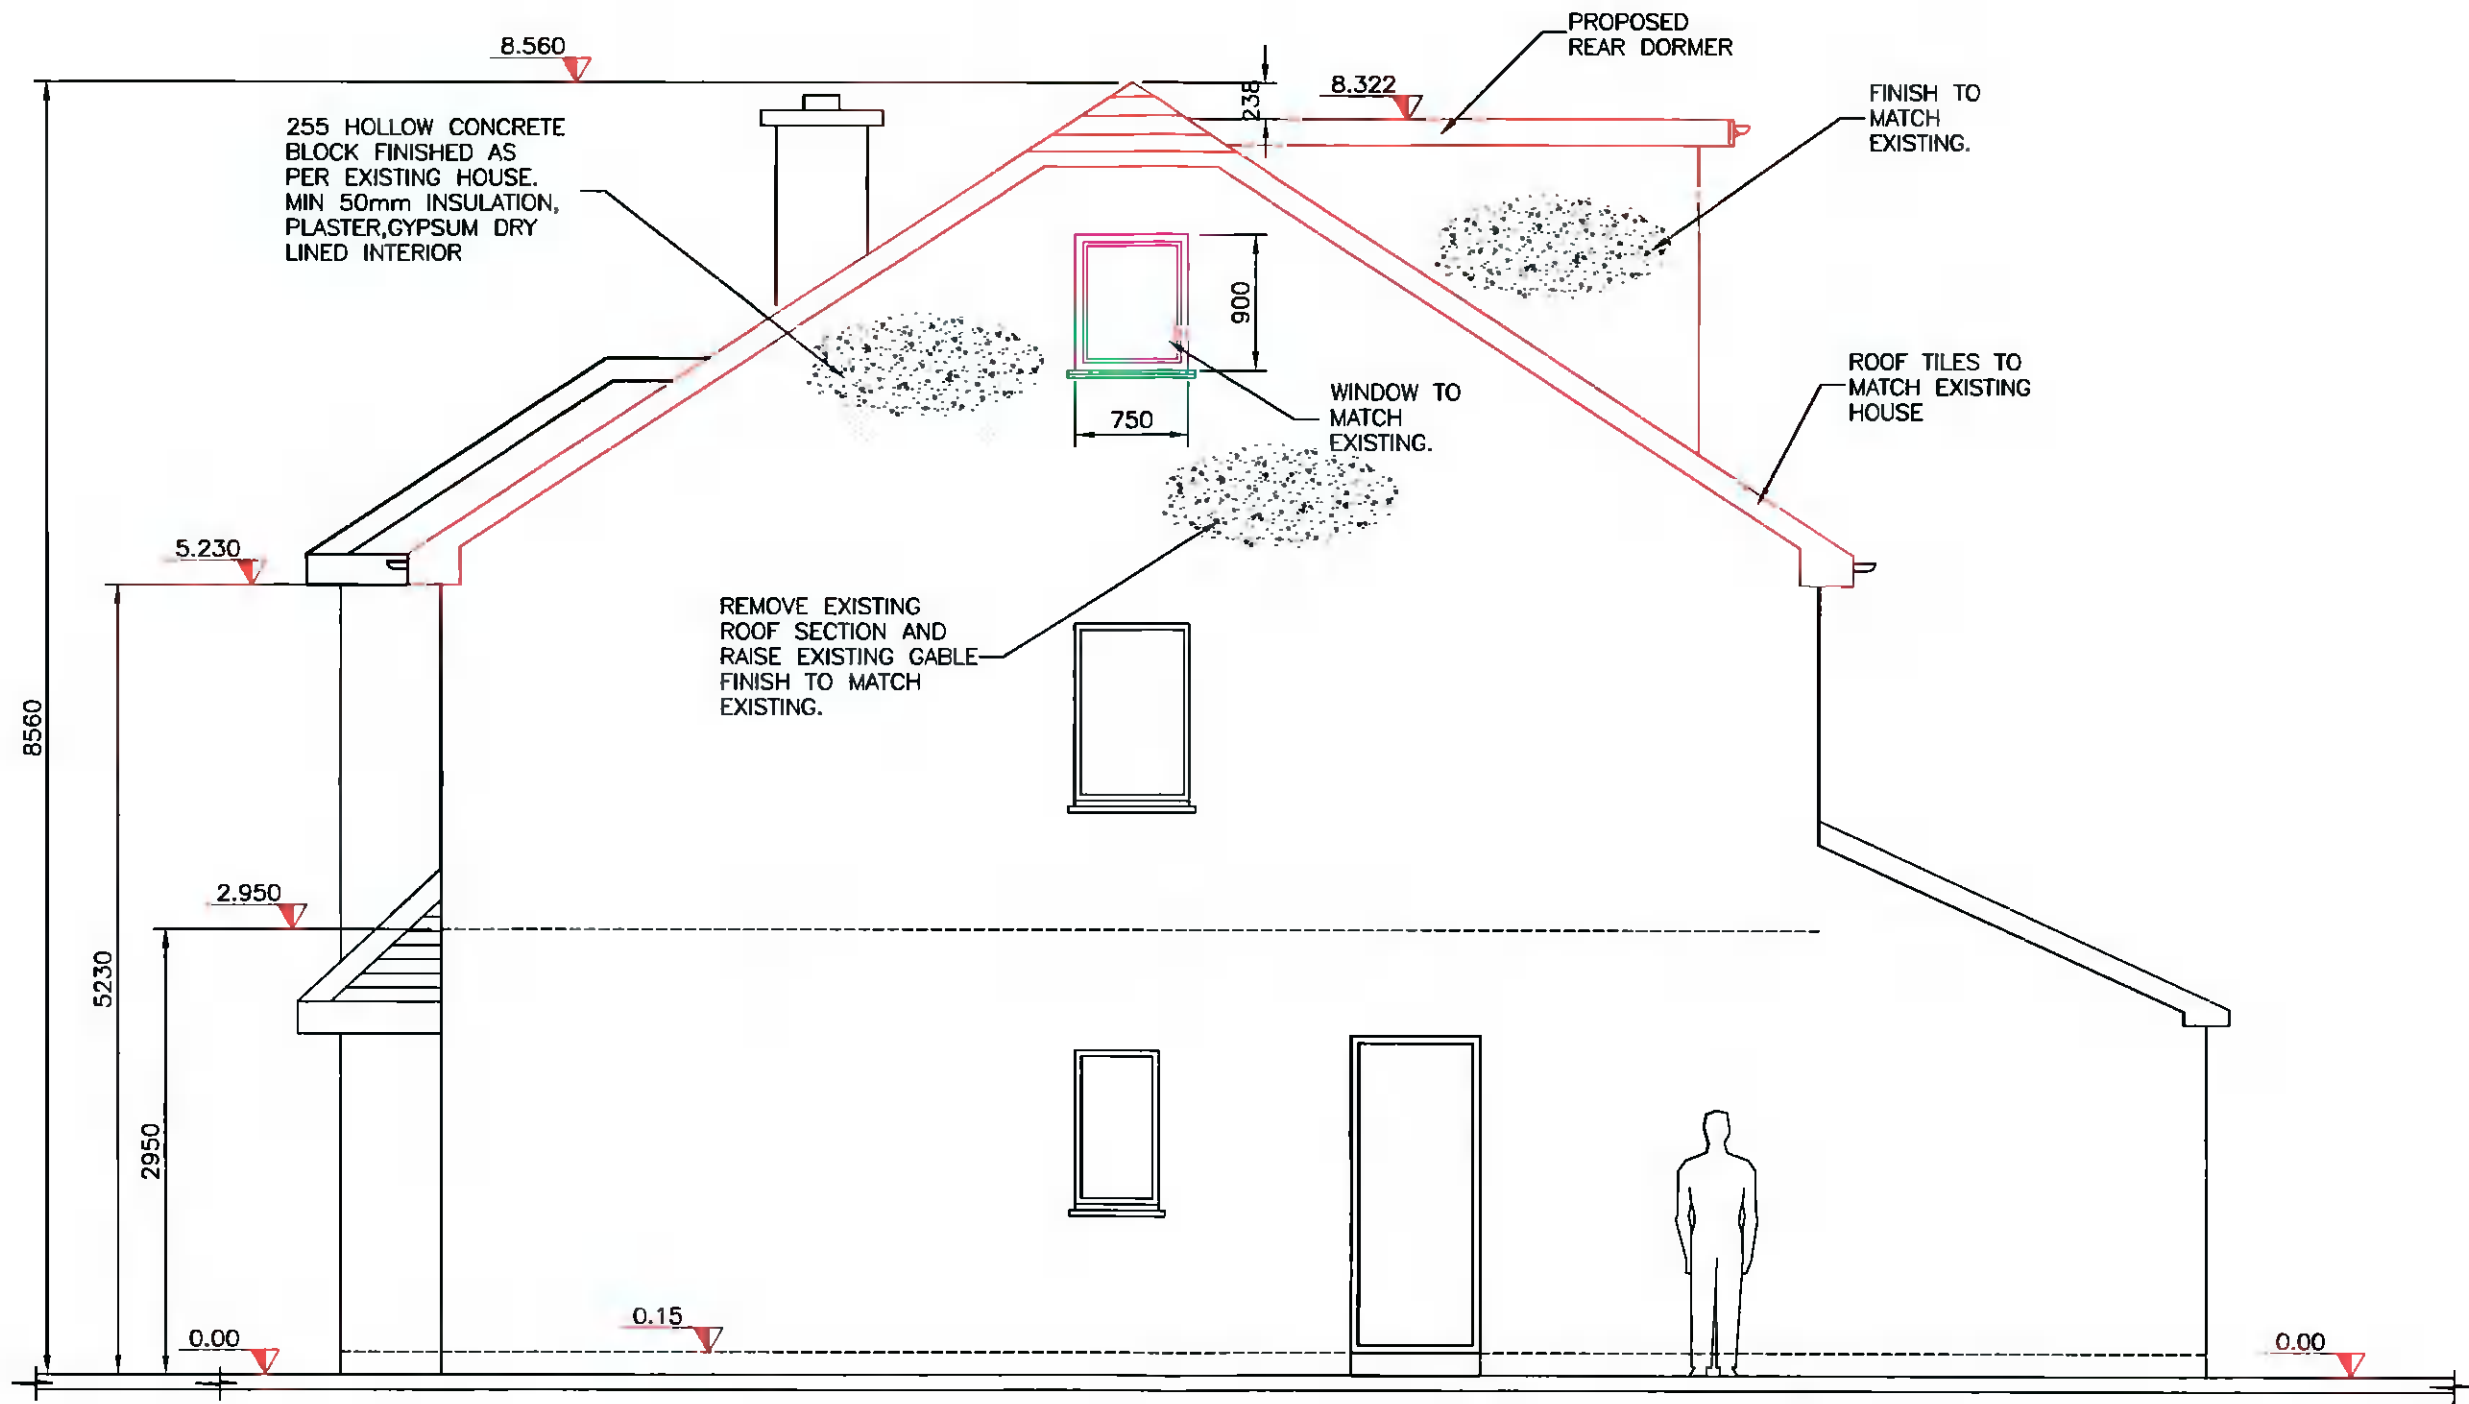 8.560
PROPOSED
REAR DORMER
238
8.322
FINISH TO
MATCH
EXISTING.
255 HOLLOW CONCRETE
BLOCK FINISHED AS
PER EXISTING HOUSE.
MIN 50mm INSULATION,
PLASTER,GYPSUM DRY
LINED INTERIOR
900
750
WINDOW TO
MATCH
EXISTING.
ROOF TILES TO
MATCH EXISTING
HOUSE
5.230
REMOVE EXISTING
ROOF SECTION AND
RAISE EXISTING GABLE
FINISH TO MATCH
EXISTING.
8560
2.950
5230
2950
0.15
0.00
0.00